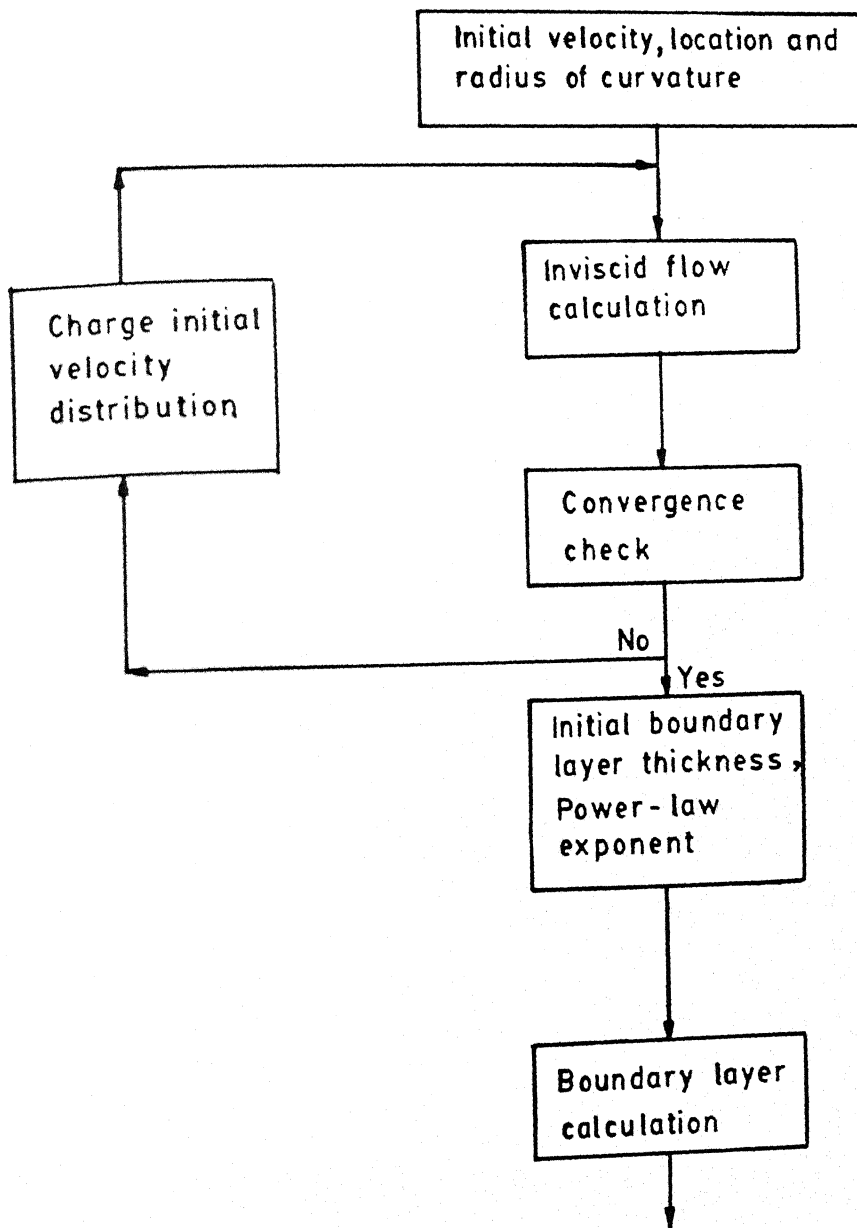 Initial velocity, location and
radius of curvature
Inviscid flow
calculation
Charge initial
velocity
distribution
Convergence
check
No
Yes
Initial boundary
layer thickness,
Power-law
exponent
Boundary layer
calculation